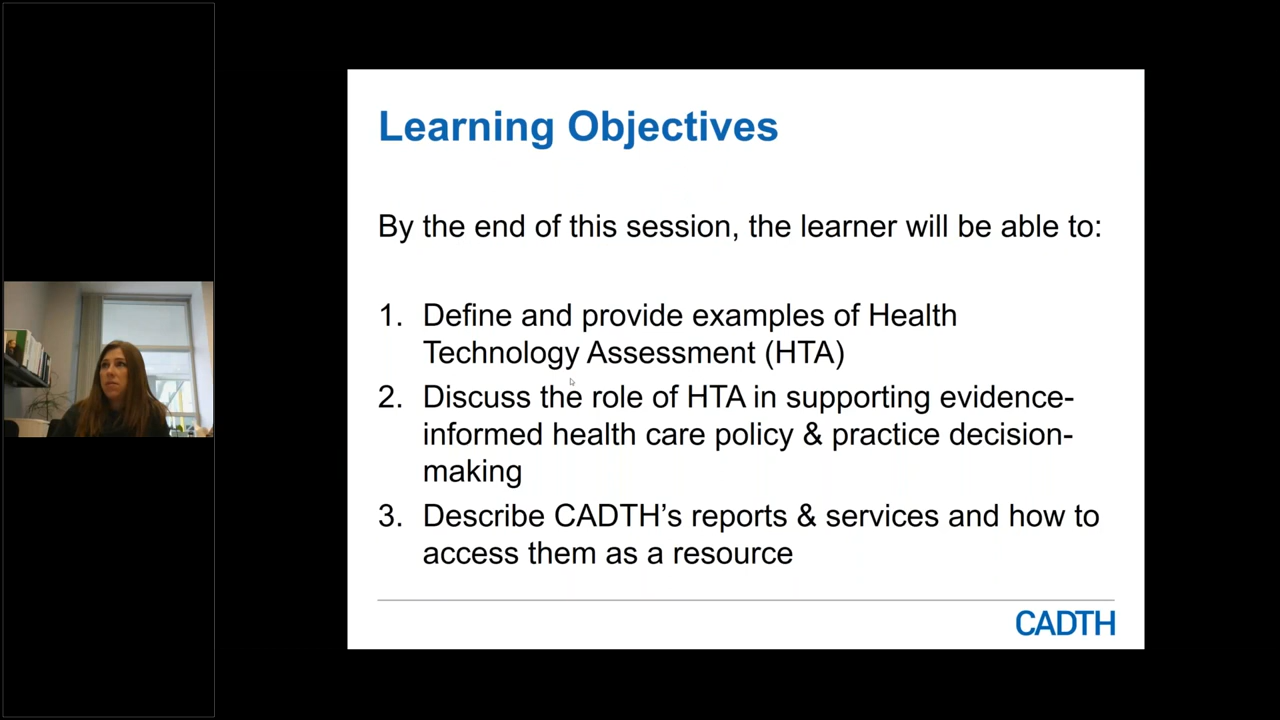 Learning Objectives
By the end of this session, the learner will be able to:
1. Define and provide examples of Health
Technology Assessment (HTA)
2. Discuss the role of HTA in supporting evidence-
informed health care policy & practice decision-
making
3. Describe CADTH’s reports & services and how to
access them as a resource
CADTH